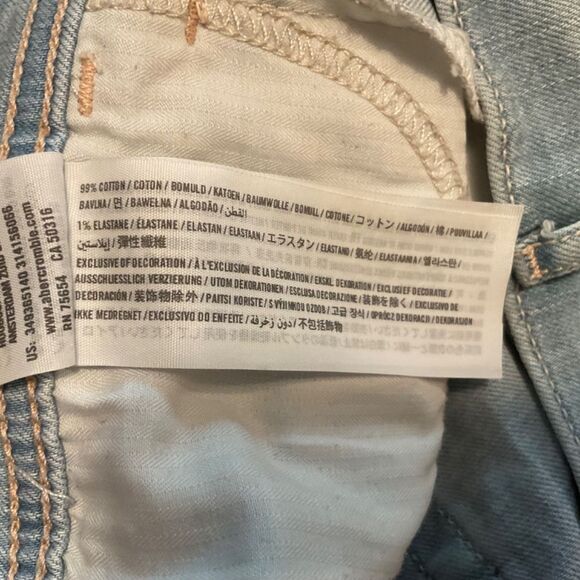 99% COTTON / COTON / BOMULD / KATOEN / BAUMWOLLE / BOMULL / COTONE / コットン / ALGODÓN / 棉 / PUUVILLAA /
BAVLNA / 면 / BAWEŁNA / ALGODÃO / القطن
1% ELASTANE / ÉLASTANE / ELASTAN / ELASTAAN / エラスタン / ELASTANO / 氨纶 / ELASTAANIA / 엘라스탄 /
إيلاستين / 彈性纖維
EXCLUSIVE OF DECORATION / À L'EXCLUSION DE LA DÉCORATION / EKSKL. DEKORATION / EXCLUSIEF DECORATIE /
AUSSCHLIESSLICH VERZIERUNG / UTOM DEKORATIONEN / ESCLUSA DECORAZIONE / 装飾を除く / EXCLUSIVO DE
DECORACIÓN / 装饰物除外 / PAITSI KORISTE / S VÝJIMKOU OZDOB / 고급 장식 / OPRÓCZ DEKORACJI / DEKORASJON
IKKE MEDREGNET / EXCLUSIVO DO ENFEITE / بدون زخرفة / 不包括飾物
US: 349365140 314156066
www.abercrombie.com
RN 75654 CA 50316